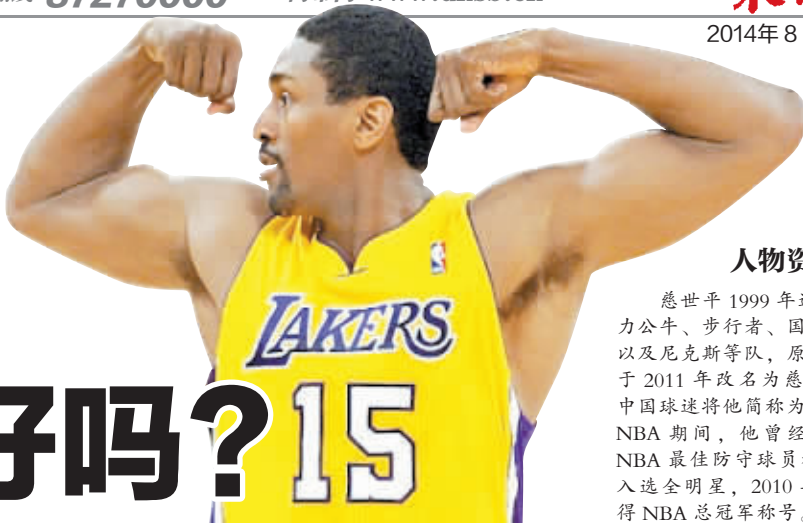 87276666
2014年 8
LAKERS
15
好吗？
人物资
慈世平 1999 年
力公牛、步行者、国
以及尼克斯等队，原
于 2011 年改名为慈
中国球迷将他简称为
NBA 期间，他曾经
NBA 最佳防守球员
入选全明星，2010
得 NBA 总冠军称号